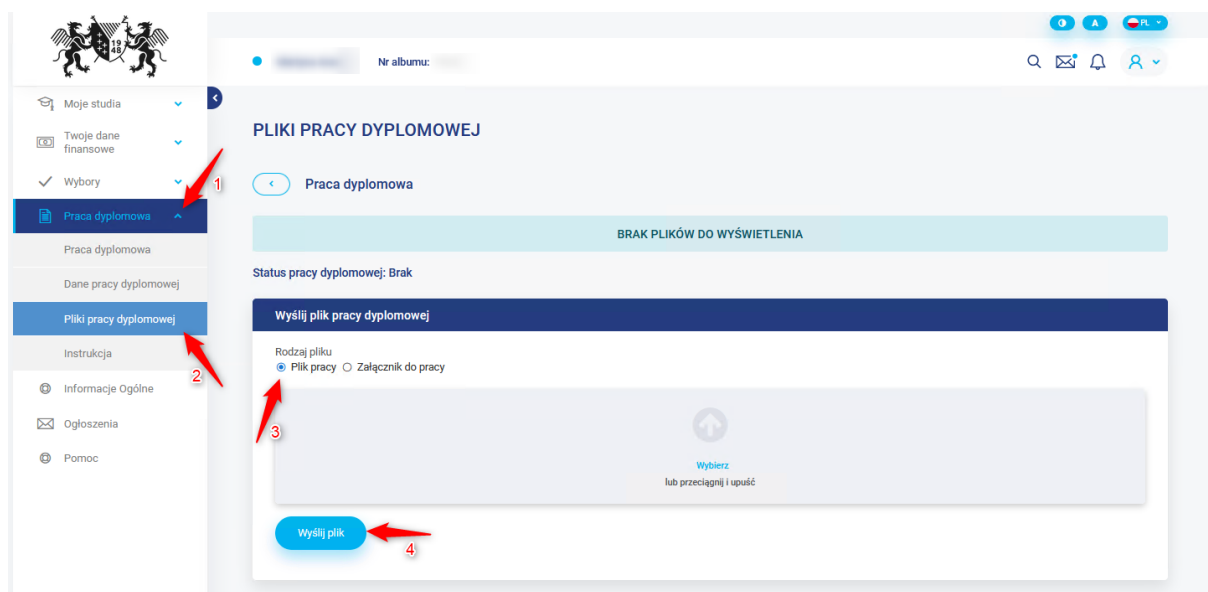 19
48
A
PL
Nr albumu:
Moje studia
Twoje dane
finansowe
Wybory
1
Praca dyplomowa
Praca dyplomowa
Dane pracy dyplomowej
Pliki pracy dyplomowej
2
Instrukcja
Informacje Ogólne
Ogłoszenia
Pomoc
PLIKI PRACY DYPLOMOWEJ
Praca dyplomowa
BRAK PLIKÓW DO WYŚWIETLENIA
Status pracy dyplomowej: Brak
Wyślij plik pracy dyplomowej
Rodzaj pliku
Plik pracy Załącznik do pracy
3
Wybierz
lub przeciągnij i upuść
Wyślij plik
4